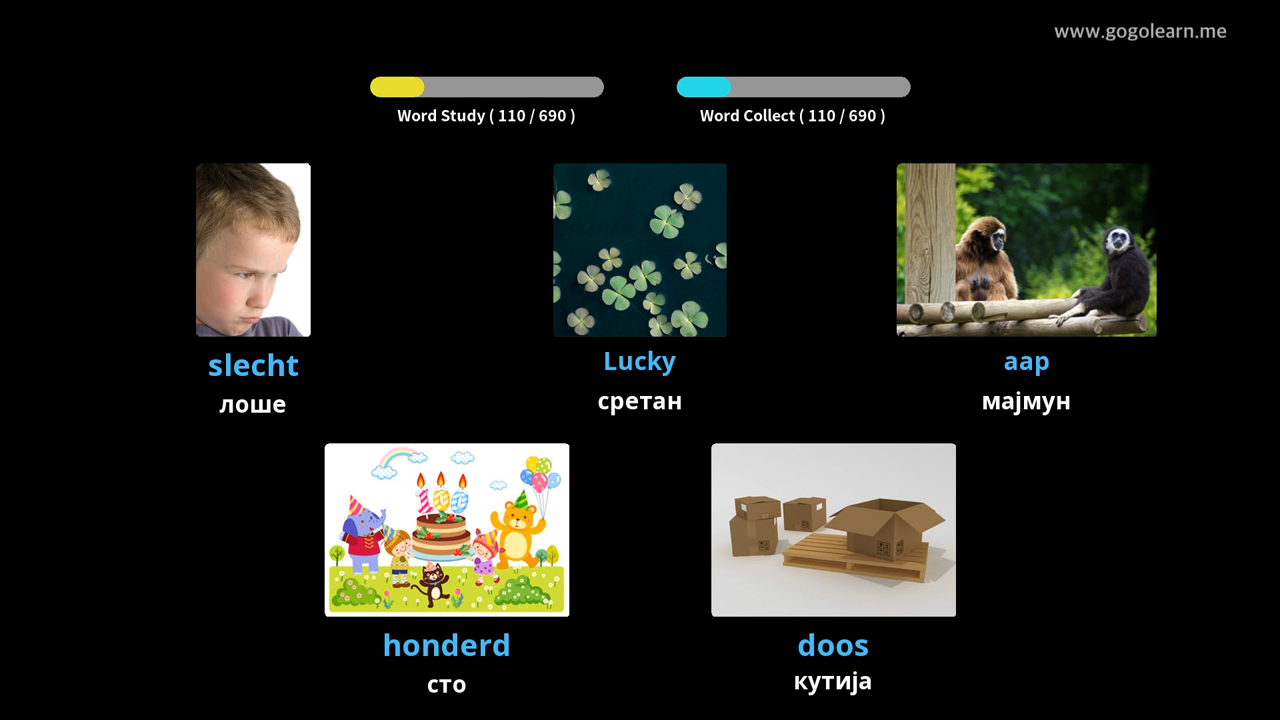 www.gogolearn.me
Word Study ( 110 / 690 )
Word Collect ( 110 / 690 )
slecht
лоше
Lucky
сретан
aap
мајмун
100
honderd
сто
doos
кутија